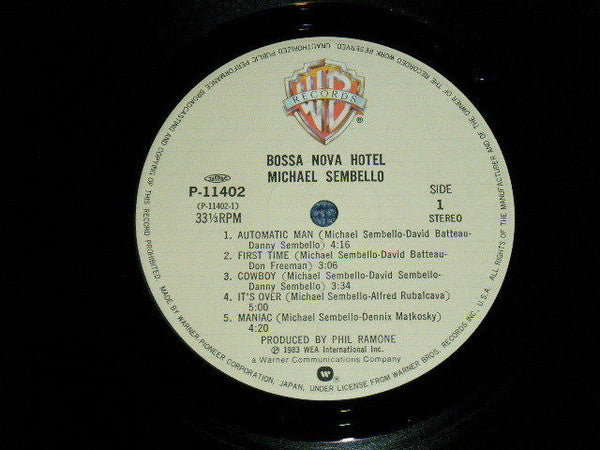 WB
RECORDS
®
BOSSA NOVA HOTEL
MICHAEL SEMBELLO
P-11402
(P-11402-1)
33⅓RPM
SIDE
1
STEREO
1. AUTOMATIC MAN (Michael Sembello-David Batteau-
Danny Sembello) 4:16
2. FIRST TIME (Michael Sembello-David Batteau-
Don Freeman) 3:06
3. COWBOY (Michael Sembello-David Sembello-
Danny Sembello) 3:34
4. IT'S OVER (Michael Sembello-Alfred Rubalcava)
5:00
5. MANIAC (Michael Sembello-Dennix Matkosky)
4:20
PRODUCED BY PHIL RAMONE
Ⓟ 1983 WEA International Inc.
a Warner Communications Company
MADE BY WARNER-PIONEER CORPORATION, JAPAN, UNDER LICENSE FROM WARNER BROS. RECORDS INC., U.S.A. ALL RIGHTS OF THE MANUFACTURER AND OF THE OWNER OF THE RECORDED WORK RESERVED. UNAUTHORIZED PUBLIC PERFORMANCE BROADCASTING AND COPYING OF THIS RECORD PROHIBITED.